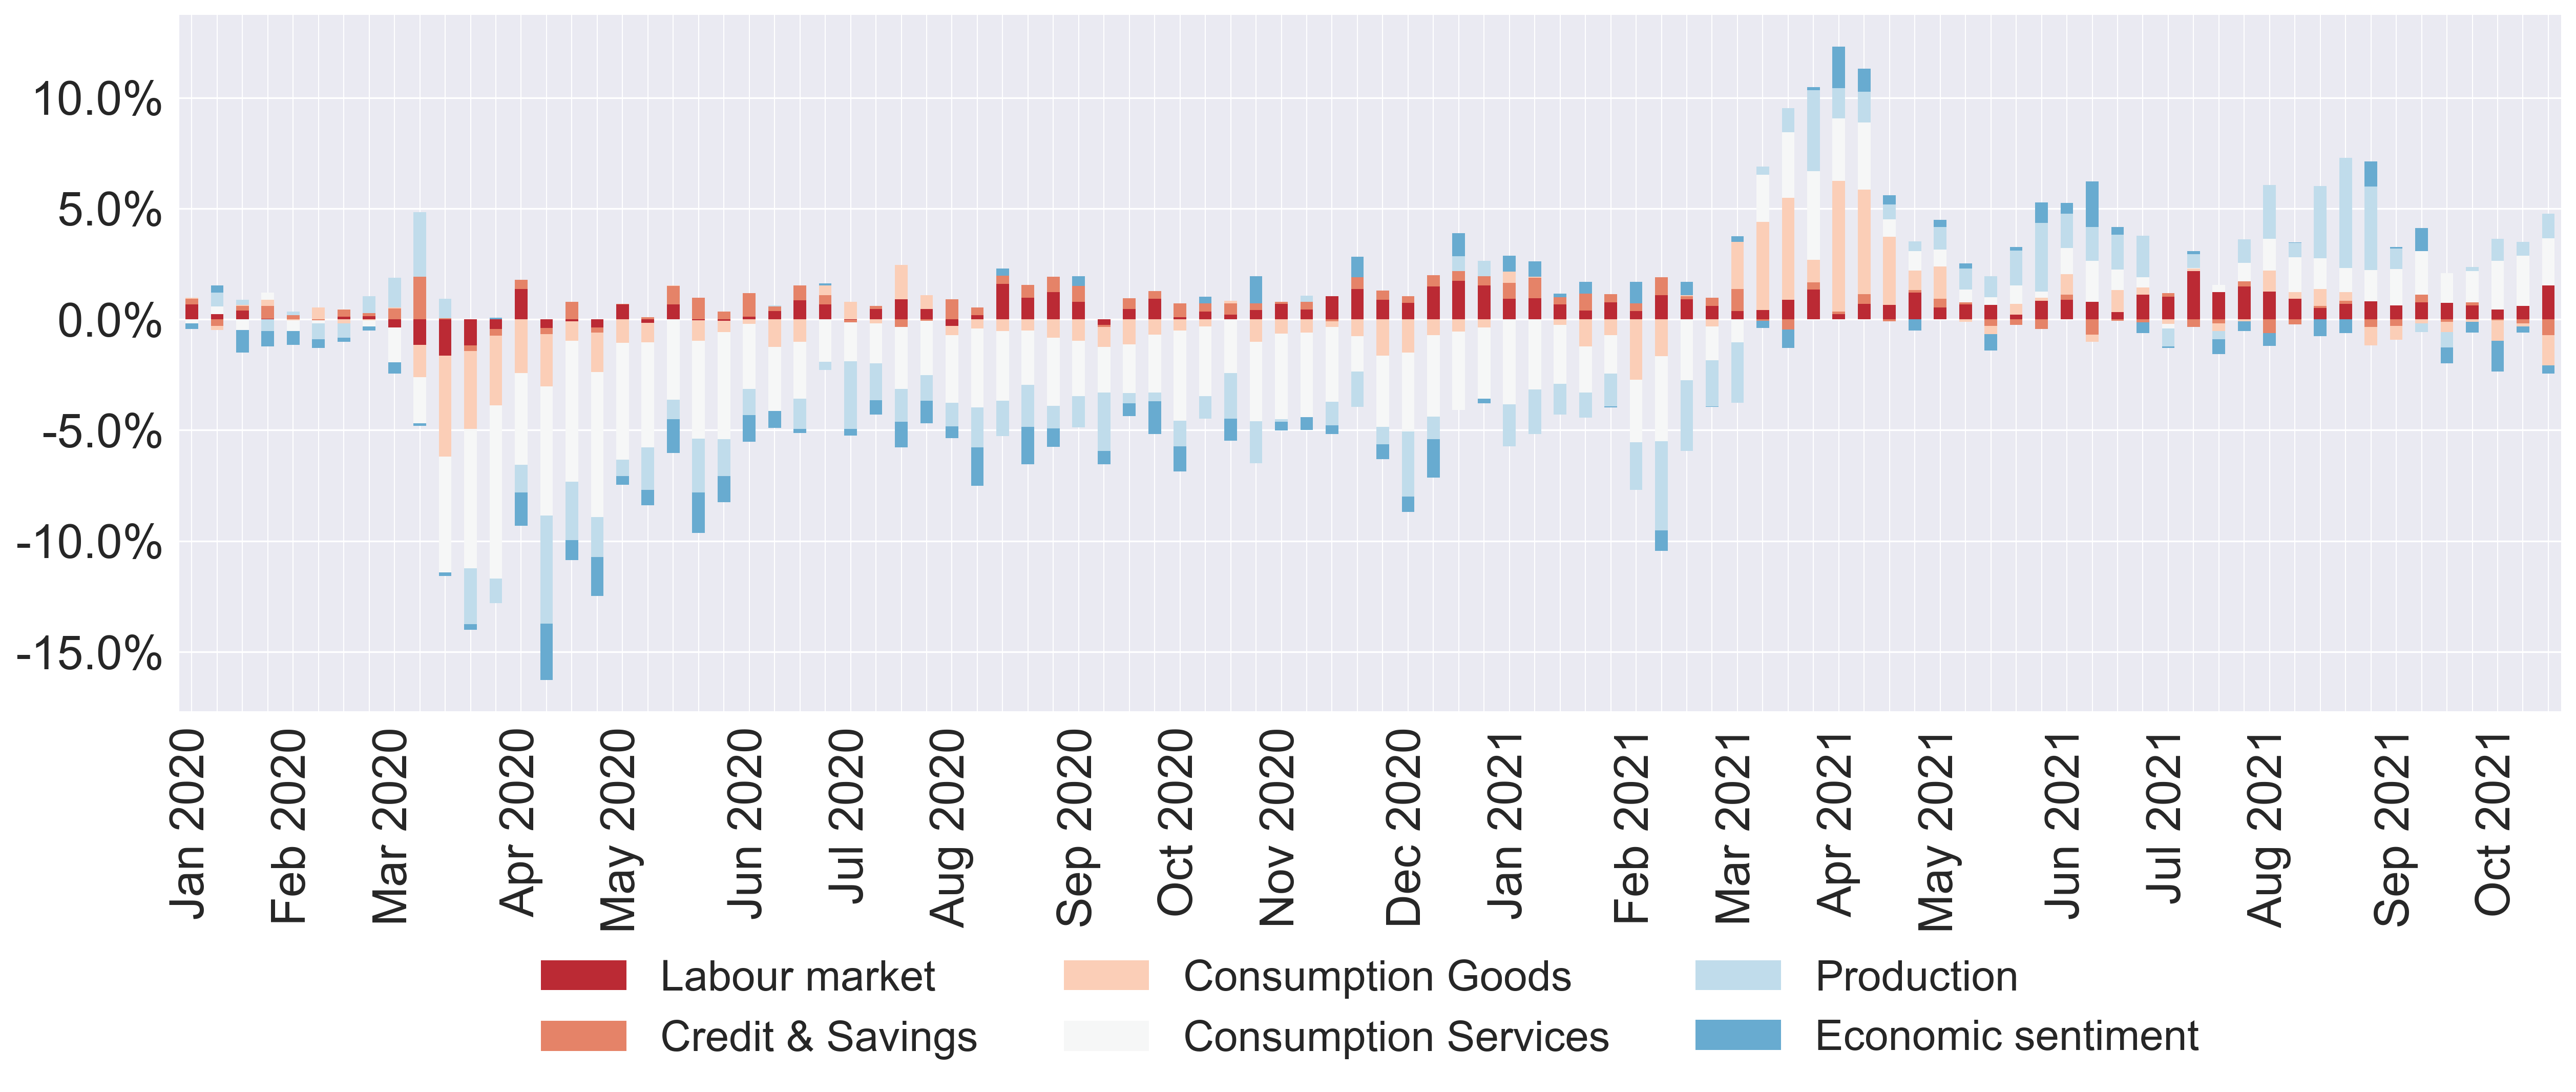 10.0%
5.0%
0.0%
-5.0%
-10.0%
-15.0%
Jan 2020
Feb 2020
Mar 2020
Apr 2020
May 2020
Jun 2020
Jul 2020
Aug 2020
Sep 2020
Oct 2020
Nov 2020
Dec 2020
Jan 2021
Feb 2021
Mar 2021
Apr 2021
May 2021
Jun 2021
Jul 2021
Aug 2021
Sep 2021
Oct 2021
Labour market
Credit & Savings
Consumption Goods
Consumption Services
Production
Economic sentiment